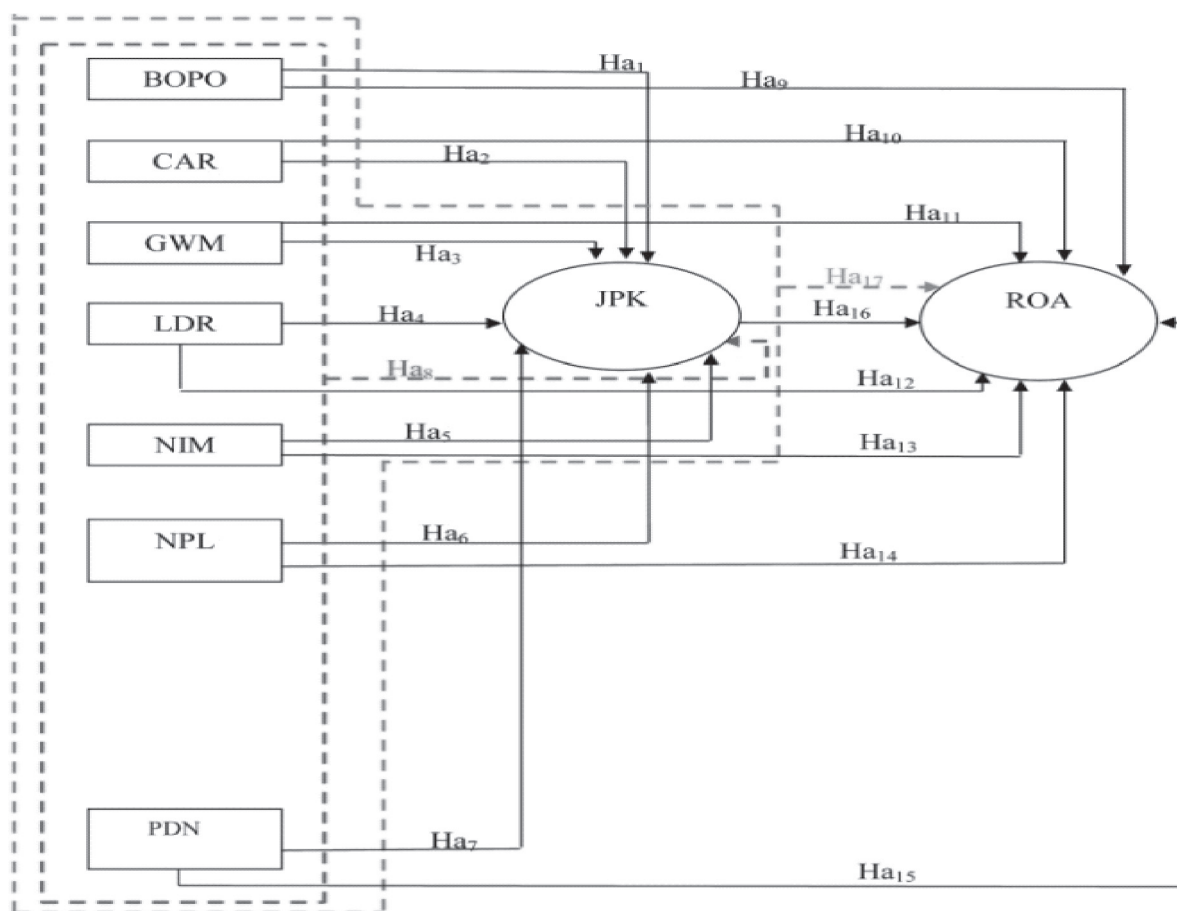 BOPO
Ha₁
Ha₉
CAR
Ha₂
Ha₁₀
GWM
Ha₃
Ha₁₁
LDR
Ha₄
JPK
Ha₁₇
Ha₁₆
ROA
Ha₈
Ha₁₂
NIM
Ha₅
Ha₁₃
NPL
Ha₆
Ha₁₄
PDN
Ha₇
Ha₁₅